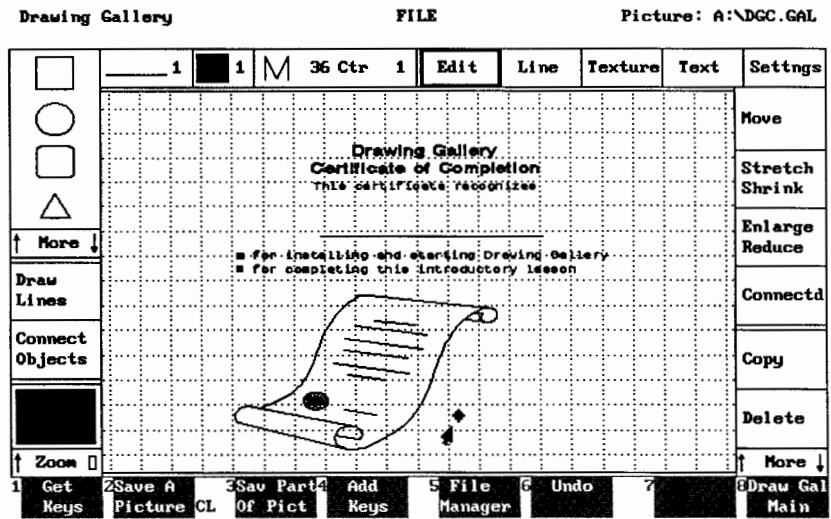 Drawing Gallery FILE Picture: A:\DGC.GAL
1 1 36 Ctr 1 Edit Line Texture Text Settngs
Move
Drawing Gallery
Certificate of Completion
This certificate recognizes
Stretch
Shrink
↑ More ↓
Enlarge
Reduce
■ for installing and starting Drawing Gallery
■ for completing this introductory lesson
Draw
Lines
Connectd
Connect
Objects
Copy
Delete
↑ Zoom ▯
↑ More ↓
1 Get Keys
2 Save A Picture
CL
3 Sav Part Of Pict
4 Add Keys
5 File Manager
6 Undo
7
8 Draw Gal Main